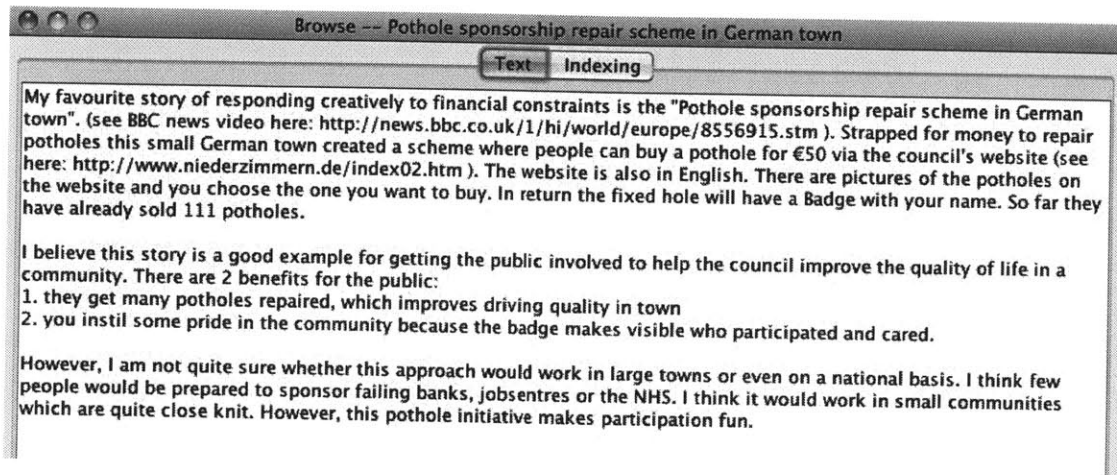 Browse -- Pothole sponsorship repair scheme in German town
Text Indexing
My favourite story of responding creatively to financial constraints is the "Pothole sponsorship repair scheme in German
town". (see BBC news video here: http://news.bbc.co.uk/1/hi/world/europe/8556915.stm ). Strapped for money to repair
potholes this small German town created a scheme where people can buy a pothole for €50 via the council's website (see
here: http://www.niederzimmern.de/index02.htm ). The website is also in English. There are pictures of the potholes on
the website and you choose the one you want to buy. In return the fixed hole will have a Badge with your name. So far they
have already sold 111 potholes.
I believe this story is a good example for getting the public involved to help the council improve the quality of life in a
community. There are 2 benefits for the public:
1. they get many potholes repaired, which improves driving quality in town
2. you instil some pride in the community because the badge makes visible who participated and cared.
However, I am not quite sure whether this approach would work in large towns or even on a national basis. I think few
people would be prepared to sponsor failing banks, jobsentres or the NHS. I think it would work in small communities
which are quite close knit. However, this pothole initiative makes participation fun.